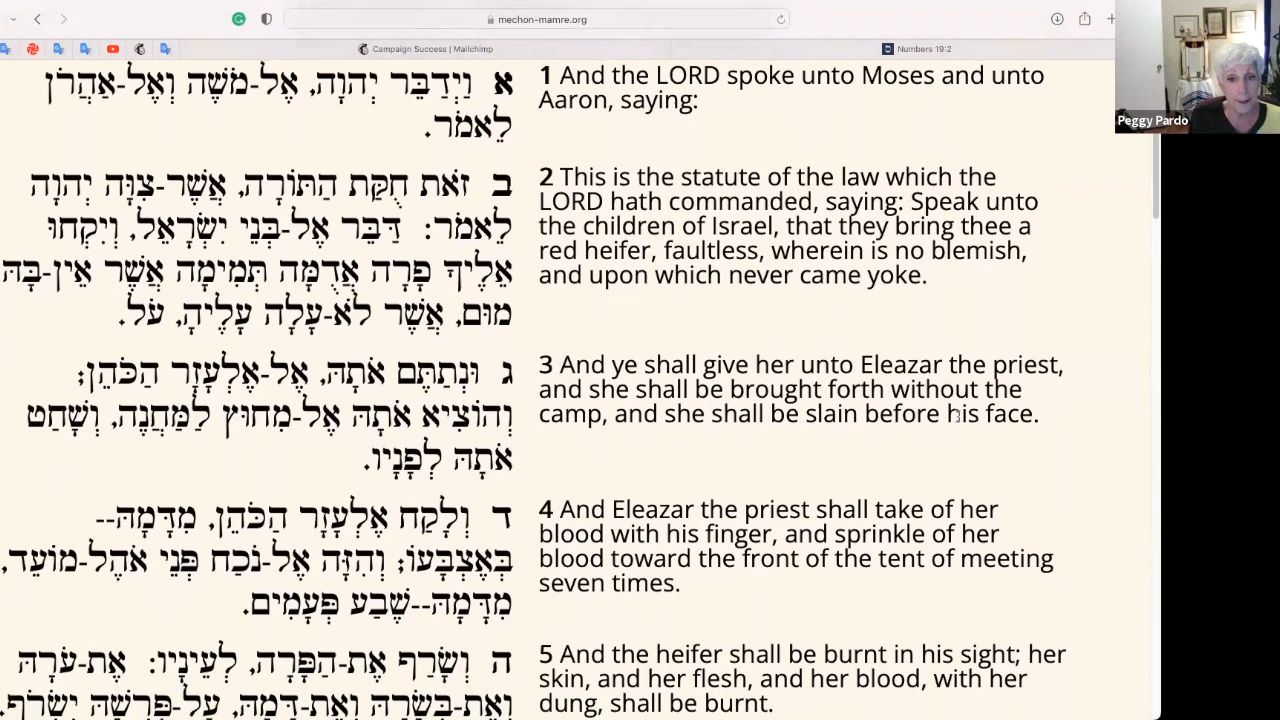 mechon-mamre.org
Campaign Success | Mailchimp
Numbers 19:2
Peggy Pardo
א וַיְדַבֵּר יְהוָה, אֶל-מֹשֶׁה וְאֶל-אַהֲרֹן
לֵאמֹר.
1 And the LORD spoke unto Moses and unto
Aaron, saying:
ב זֹאת חֻקַּת הַתּוֹרָה, אֲשֶׁר-צִוָּה יְהוָה
לֵאמֹר: דַּבֵּר אֶל-בְּנֵי יִשְׂרָאֵל, וְיִקְחוּ
אֵלֶיךָ פָרָה אֲדֻמָּה תְּמִימָה אֲשֶׁר אֵין-בָּהּ
מוּם, אֲשֶׁר לֹא-עָלָה עָלֶיהָ, עֹל.
2 This is the statute of the law which the
LORD hath commanded, saying: Speak unto
the children of Israel, that they bring thee a
red heifer, faultless, wherein is no blemish,
and upon which never came yoke.
ג וּנְתַתֶּם אֹתָהּ, אֶל-אֶלְעָזָר הַכֹּהֵן;
וְהוֹצִיא אֹתָהּ אֶל-מִחוּץ לַמַּחֲנֶה, וְשָׁחַט
אֹתָהּ לְפָנָיו.
3 And ye shall give her unto Eleazar the priest,
and she shall be brought forth without the
camp, and she shall be slain before his face.
ד וְלָקַח אֶלְעָזָר הַכֹּהֵן, מִדָּמָהּ--
בְּאֶצְבָּעוֹ; וְהִזָּה אֶל-נֹכַח פְּנֵי אֹהֶל-מוֹעֵד,
מִדָּמָהּ--שֶׁבַע פְּעָמִים.
4 And Eleazar the priest shall take of her
blood with his finger, and sprinkle of her
blood toward the front of the tent of meeting
seven times.
ה וְשָׂרַף אֶת-הַפָּרָה, לְעֵינָיו: אֶת-עֹרָהּ
וְאֶת-בְּשָׂרָהּ וְאֶת-דָּמָהּ, עַל-פִּרְשָׁהּ יִשְׂרֹף.
5 And the heifer shall be burnt in his sight; her
skin, and her flesh, and her blood, with her
dung, shall be burnt.